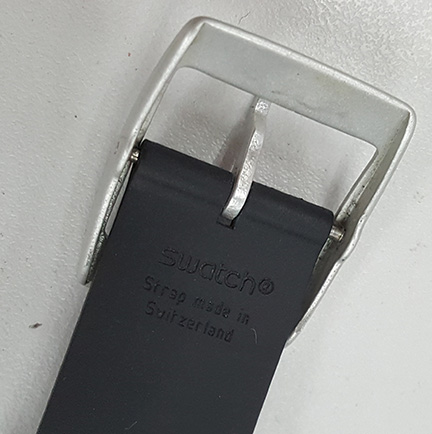 swatch
Strap made in
Switzerland